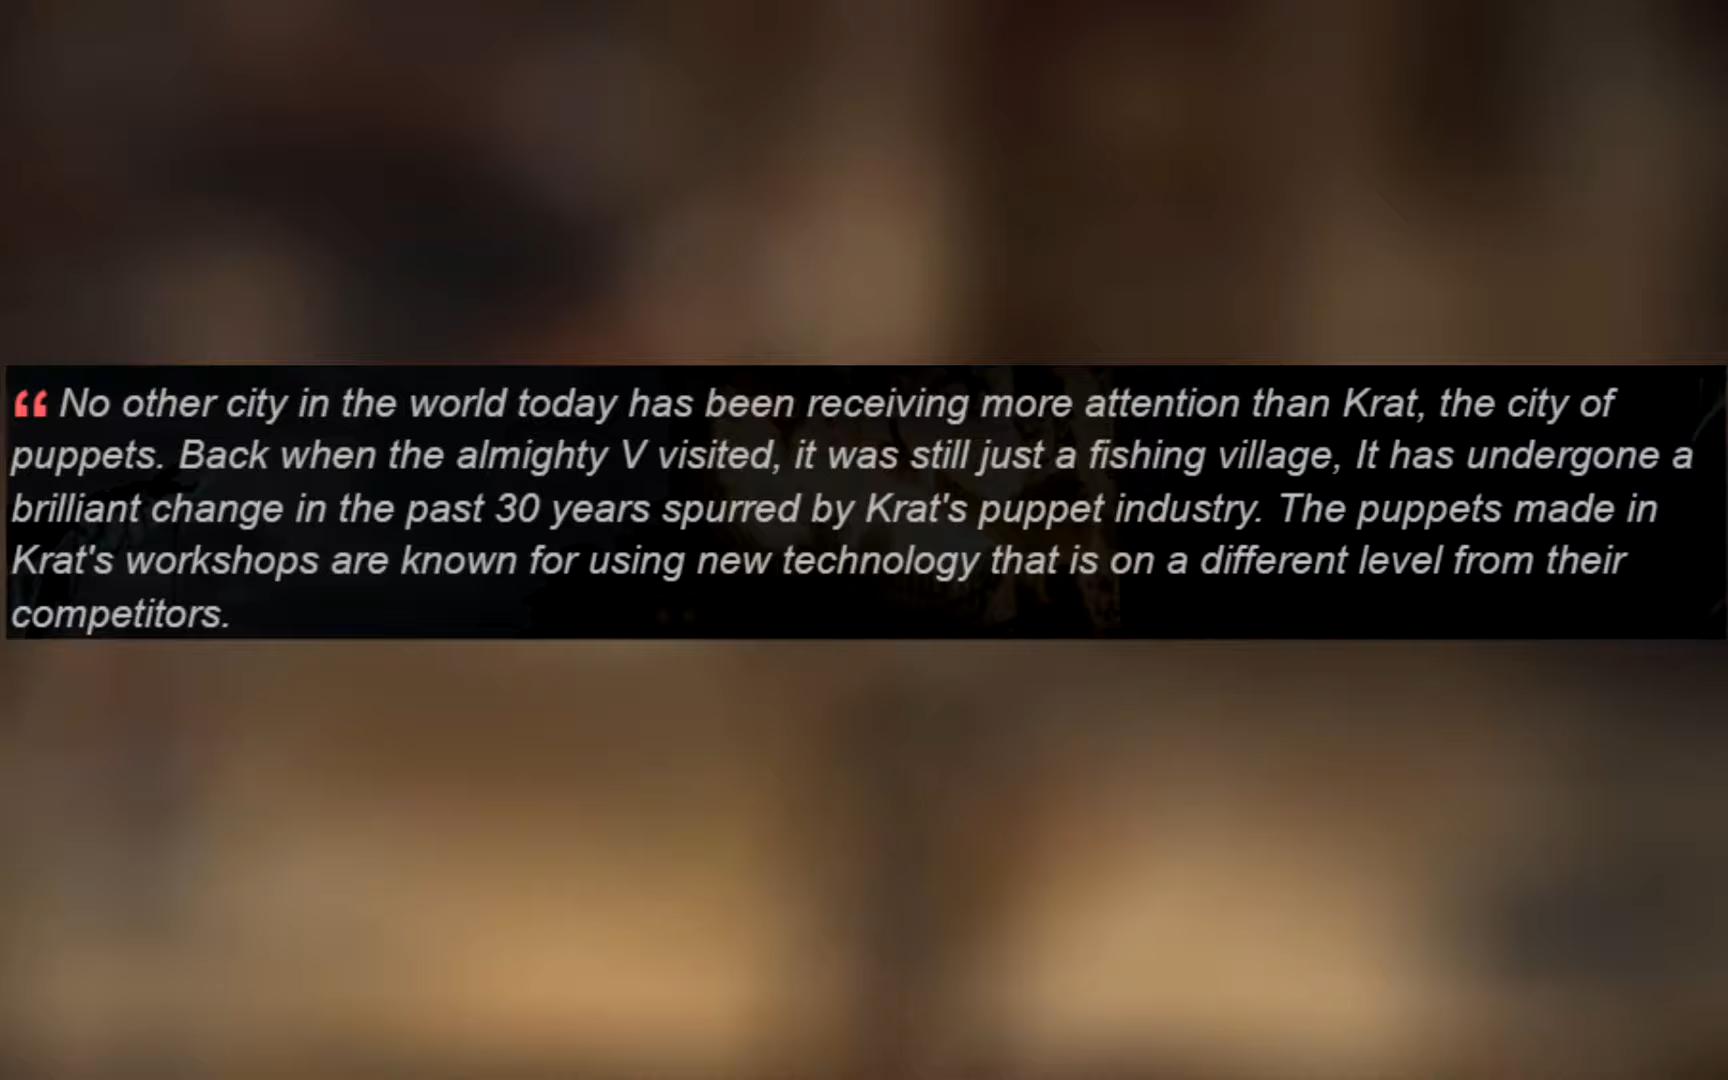 “ No other city in the world today has been receiving more attention than Krat, the city of
puppets. Back when the almighty V visited, it was still just a fishing village, It has undergone a
brilliant change in the past 30 years spurred by Krat's puppet industry. The puppets made in
Krat's workshops are known for using new technology that is on a different level from their
competitors.